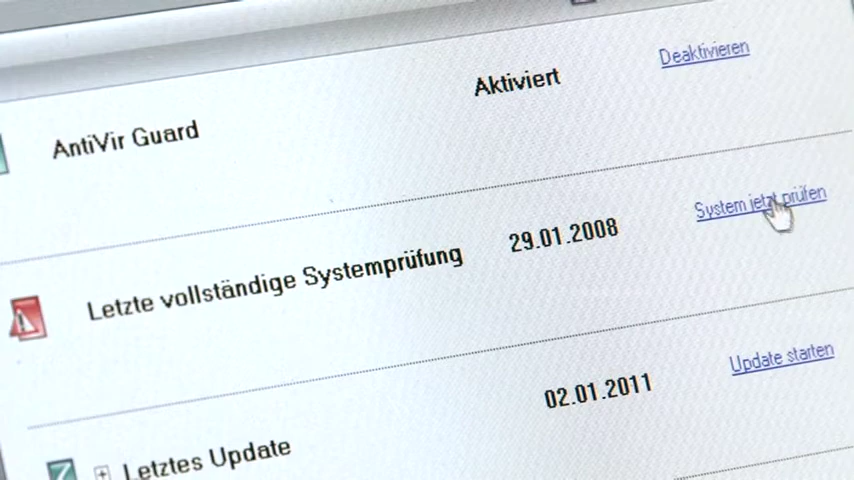 AntiVir Guard Aktiviert Deaktivieren
Letzte vollständige Systemprüfung 29.01.2008 System jetzt prüfen
Letztes Update 02.01.2011 Update starten